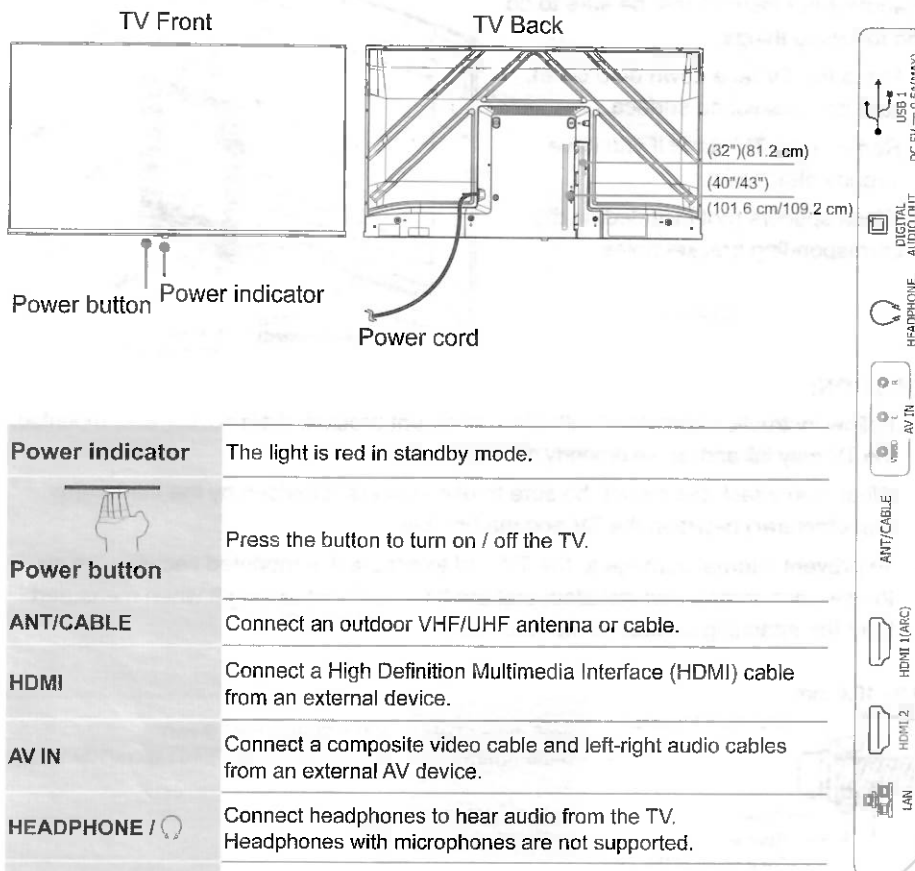 TV Front
TV Back
(32")(81.2 cm)
(40"/43")
(101.6 cm/109.2 cm)
Power button
Power indicator
Power cord
Power indicator
The light is red in standby mode.
Power button
Press the button to turn on / off the TV.
ANT/CABLE
Connect an outdoor VHF/UHF antenna or cable.
HDMI
Connect a High Definition Multimedia Interface (HDMI) cable
from an external device.
AV IN
Connect a composite video cable and left-right audio cables
from an external AV device.
HEADPHONE /
Connect headphones to hear audio from the TV.
Headphones with microphones are not supported.
USB 1
DIGITAL
AUDIO OUT
HEADPHONE
R
L
VIDEO
AV IN
ANT/CABLE
HDMI 1(ARC)
HDMI 2
LAN